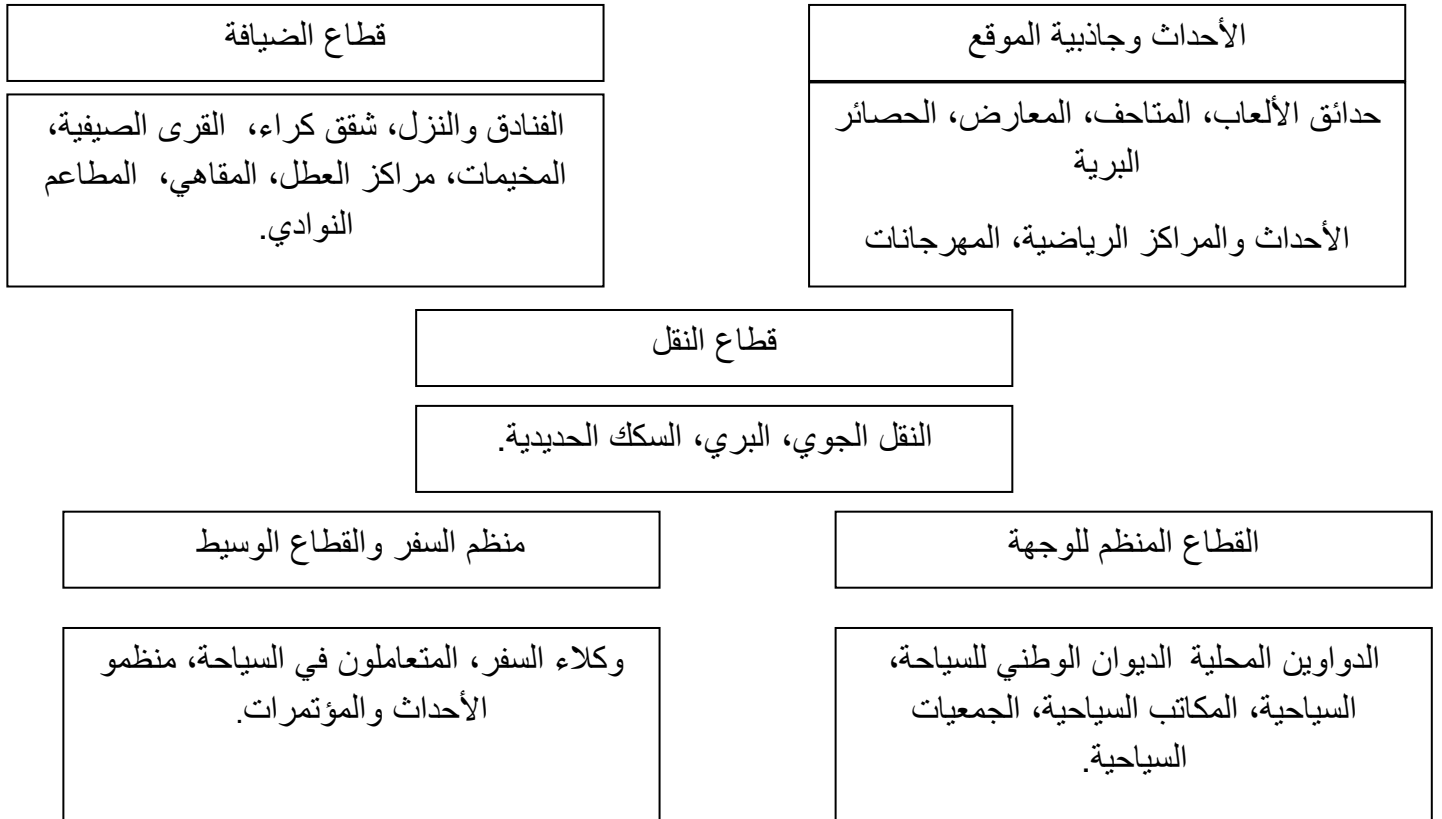 الأحداث وجاذبية الموقع
حدائق الألعاب، المتاحف، المعارض، الحصائر
البرية
الأحداث والمراكز الرياضية، المهرجانات
قطاع الضيافة
الفنادق والنزل، شقق كراء، القرى الصيفية،
المخيمات، مراكز العطل، المقاهي، المطاعم
النوادي.
قطاع النقل
النقل الجوي، البري، السكك الحديدية.
القطاع المنظم للوجهة
الدواوين المحلية الديوان الوطني للسياحة،
السياحية، المكاتب السياحية، الجمعيات
السياحية.
منظم السفر والقطاع الوسيط
وكلاء السفر، المتعاملون في السياحة، منظمو
الأحداث والمؤتمرات.